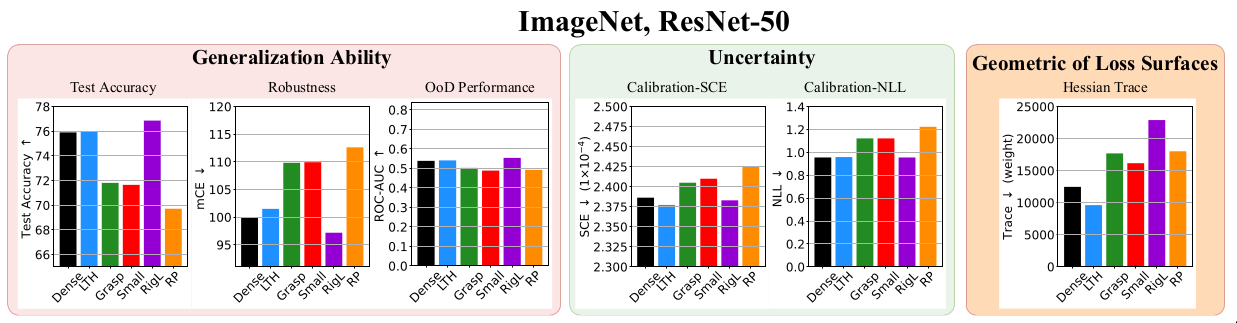 ImageNet, ResNet-50
Generalization Ability
Test Accuracy
Test Accuracy ↑
78
76
74
72
70
68
66
Dense
LTH
Grasp
Small
RigL
RP
Robustness
mCE ↓
120
115
110
105
100
95
Dense
LTH
Grasp
Small
RigL
RP
OoD Performance
ROC-AUC ↑
0.8
0.7
0.6
0.5
0.4
0.3
0.2
0.1
0.0
Dense
LTH
Grasp
Small
RigL
RP
Uncertainty
Calibration-SCE
SCE ↓ (1×10⁻⁴)
2.500
2.475
2.450
2.425
2.400
2.375
2.350
2.325
2.300
Dense
LTH
Grasp
Small
RigL
RP
Calibration-NLL
NLL ↓
1.4
1.2
1.0
0.8
0.6
0.4
0.2
0.0
Dense
LTH
Grasp
Small
RigL
RP
Geometric of Loss Surfaces
Hessian Trace
Trace ↓ (weight)
25000
20000
15000
10000
5000
0
Dense
LTH
Grasp
Small
RigL
RP